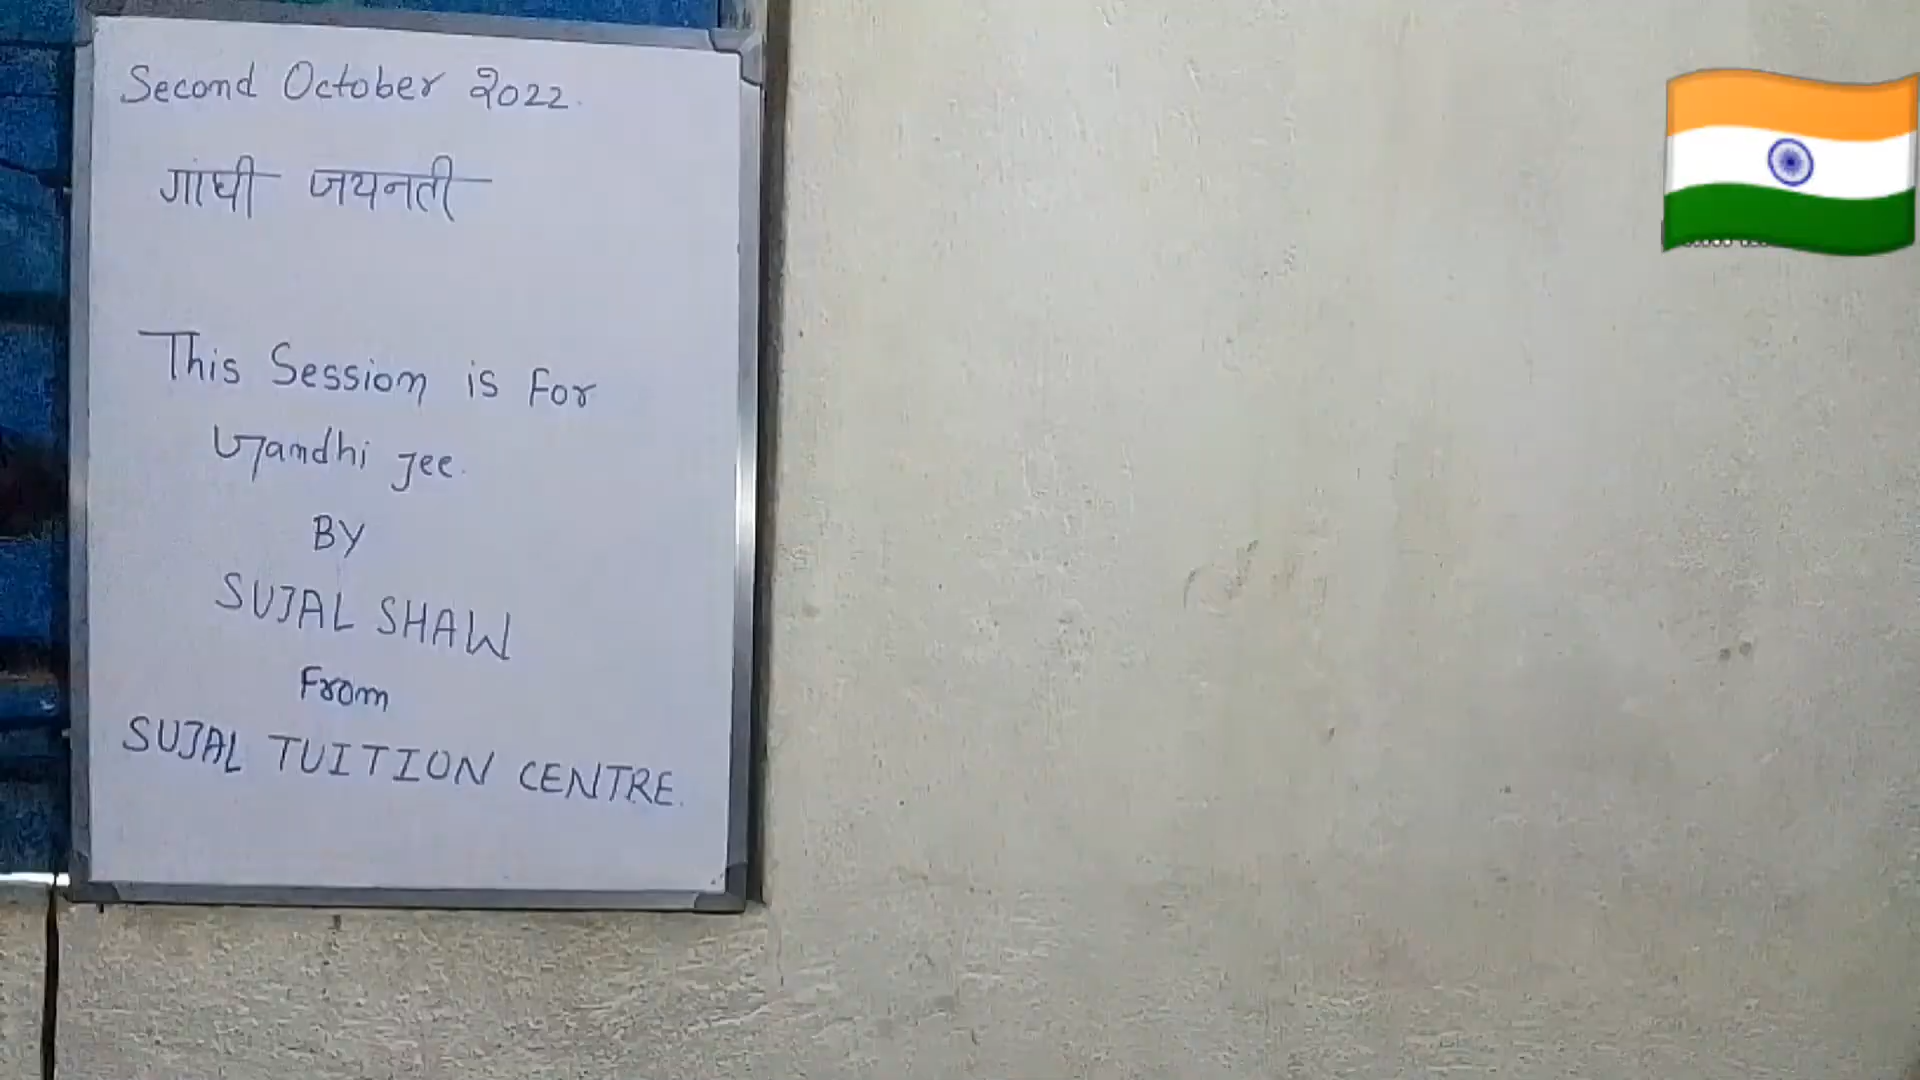 Second October 2022.
गांधी जयनती
This Session is For
Gandhi Jee.
BY
SUJAL SHAW
From
SUJAL TUITION CENTRE.